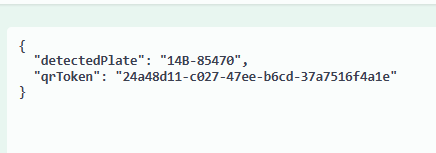 {
  "detectedPlate": "14B-85470",
  "qrToken": "24a48d11-c027-47ee-b6cd-37a7516f4a1e"
}